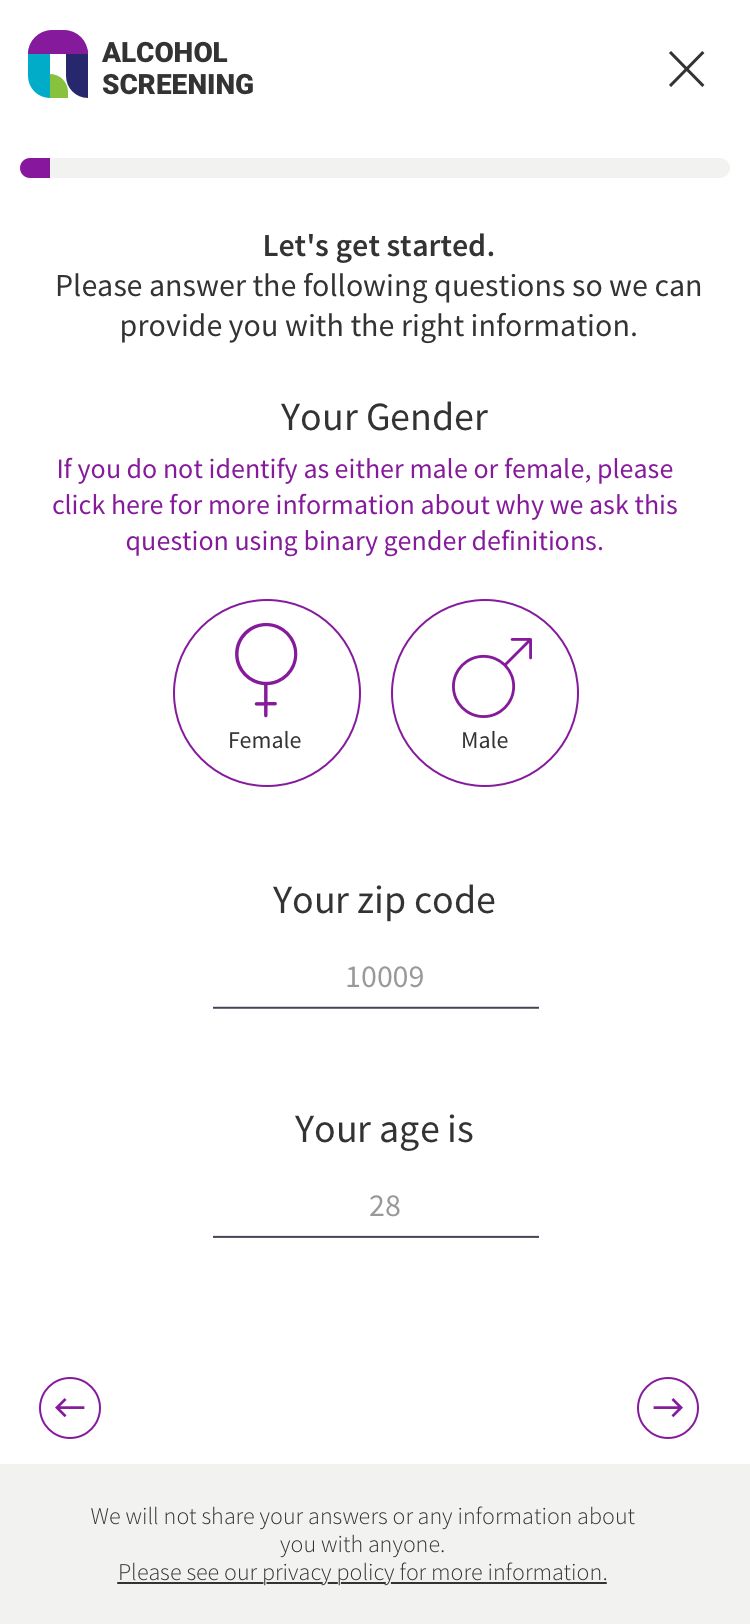 ALCOHOL
SCREENING
Let's get started.
Please answer the following questions so we can
provide you with the right information.
Your Gender
If you do not identify as either male or female, please
click here for more information about why we ask this
question using binary gender definitions.
Female
Male
Your zip code
10009
Your age is
28
We will not share your answers or any information about
you with anyone.
Please see our privacy policy for more information.